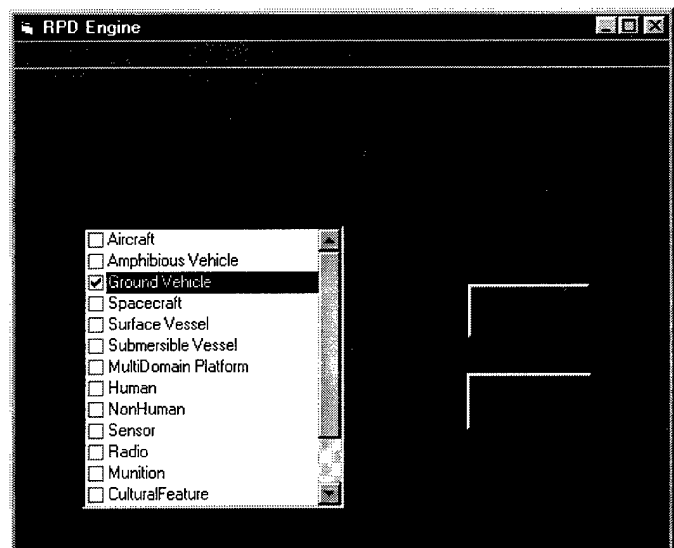 RPD Engine
Aircraft
Amphibious Vehicle
Ground Vehicle
Spacecraft
Surface Vessel
Submersible Vessel
MultiDomain Platform
Human
NonHuman
Sensor
Radio
Munition
CulturalFeature